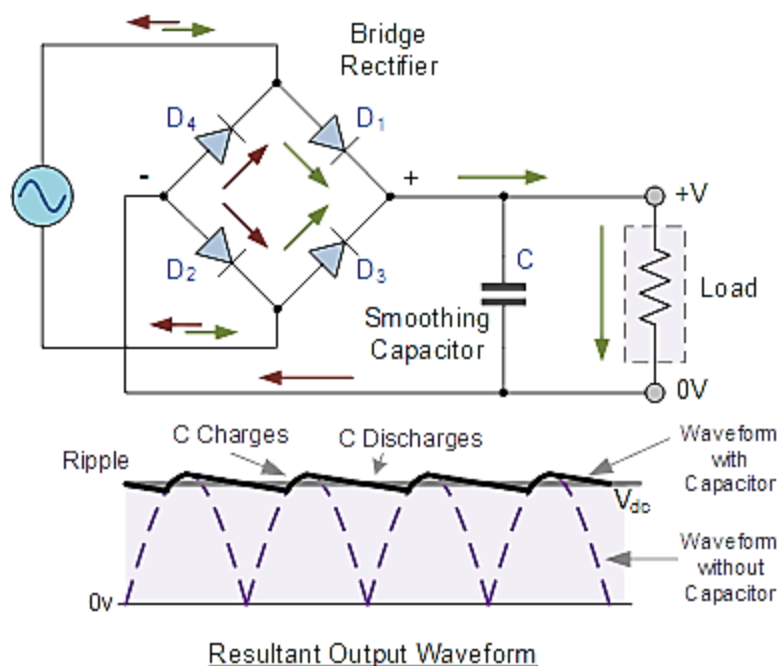 Bridge
Rectifier
D4
D1
-
+
+V
D2
D3
C
Load
Smoothing
Capacitor
0V
C Charges
C Discharges
Waveform
with
Capacitor
Ripple
Vdc
Waveform
without
Capacitor
0v
Resultant Output Waveform